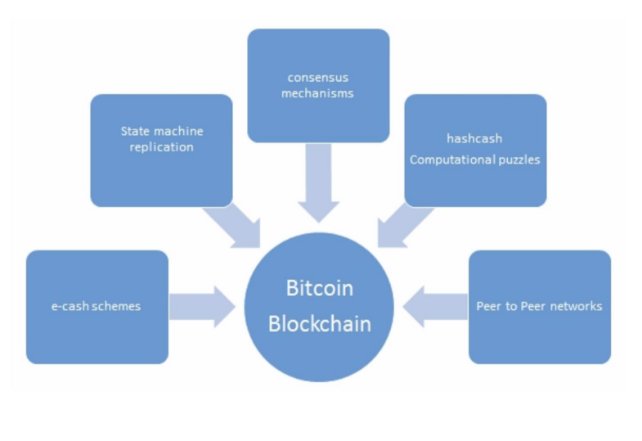 consensus
mechanisms
State machine
replication
hashcash
Computational puzzles
e-cash schemes
Bitcoin
Blockchain
Peer to Peer networks